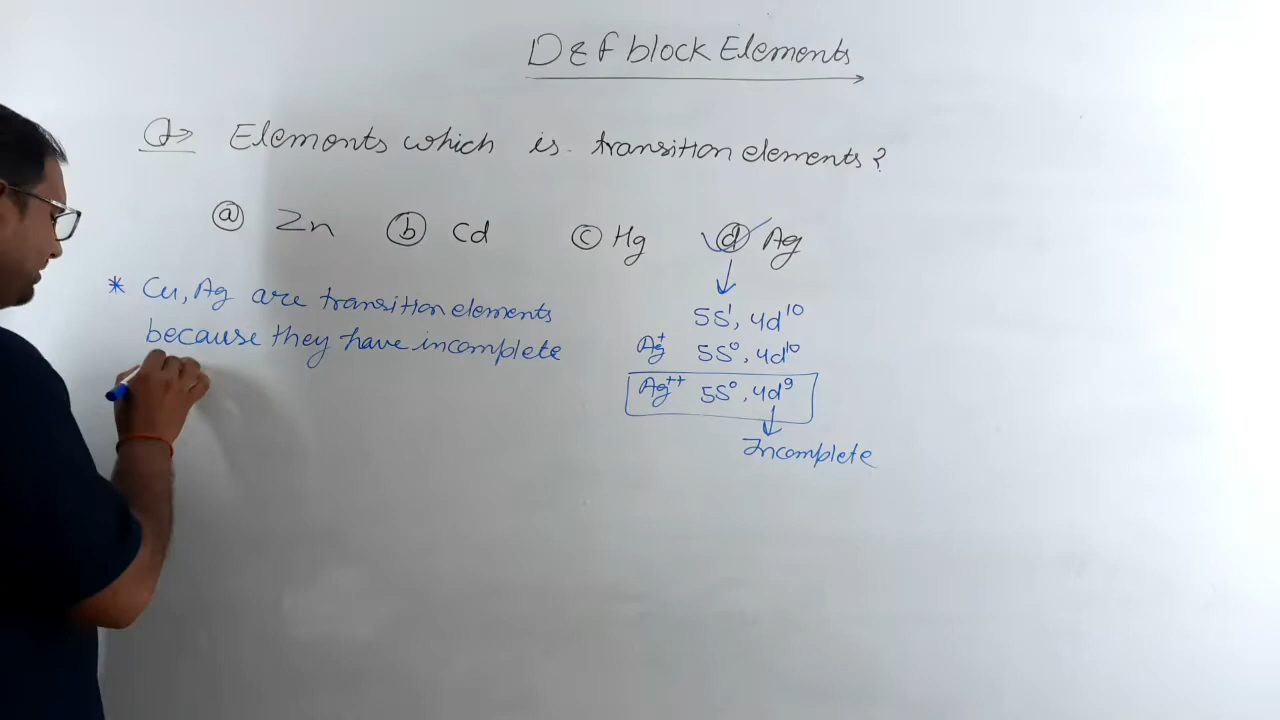 D & F block Elements
Q→ Elements which is transition elements?
(a) Zn (b) Cd (c) Hg (d) Ag
* Cu, Ag are transition elements
because they have incomplete
5S¹, 4d¹⁰
Ag⁺ 5S⁰, 4d¹⁰
Ag⁺⁺ 5S⁰, 4d⁹
Incomplete